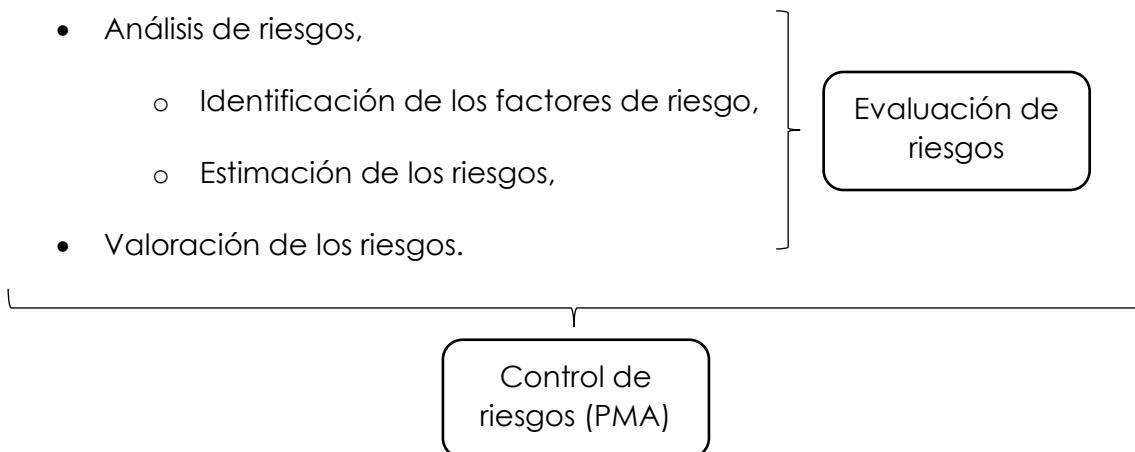 • Análisis de riesgos,
o Identificación de los factores de riesgo,
o Estimación de los riesgos,
• Valoración de los riesgos.
Evaluación de
riesgos
Control de
riesgos (PMA)